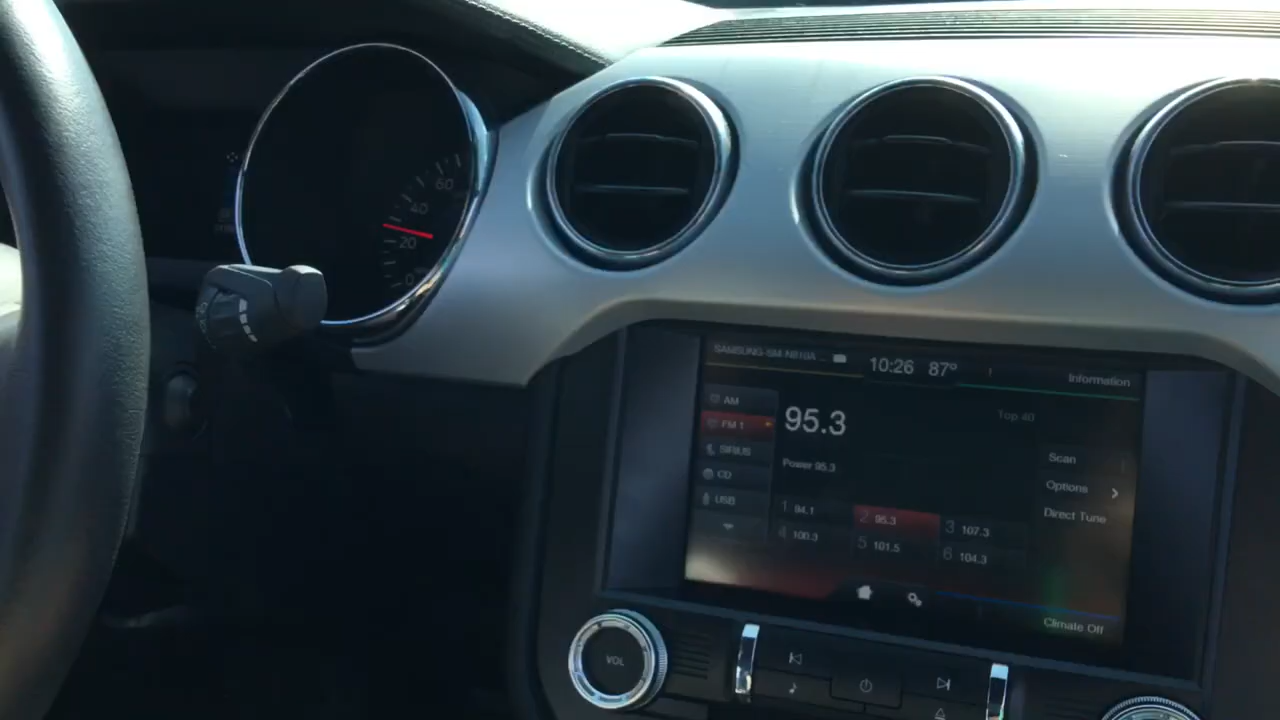 60
40
20
0
SAMSUNG-SM-N910A ...
10:26 87°
Information
AM
FM 1
SIRIUS
CD
USB
95.3
Top 40
Power 95.3
1 94.1
2 95.3
3 107.3
4 100.3
5 101.5
6 104.3
Scan
Options
Direct Tune
Climate Off
VOL